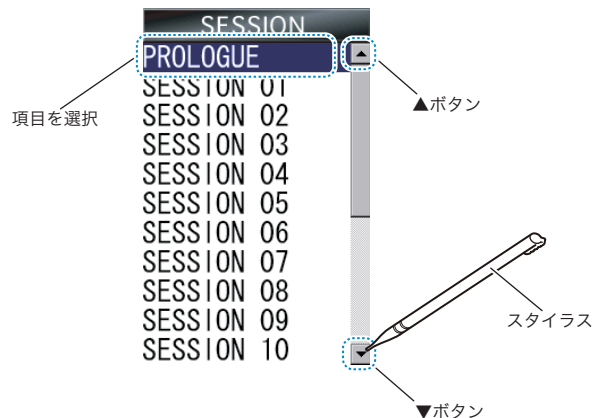 SESSION
PROLOGUE
SESSION 01
SESSION 02
SESSION 03
SESSION 04
SESSION 05
SESSION 06
SESSION 07
SESSION 08
SESSION 09
SESSION 10
項目を選択
▲ボタン
スタイラス
▼ボタン